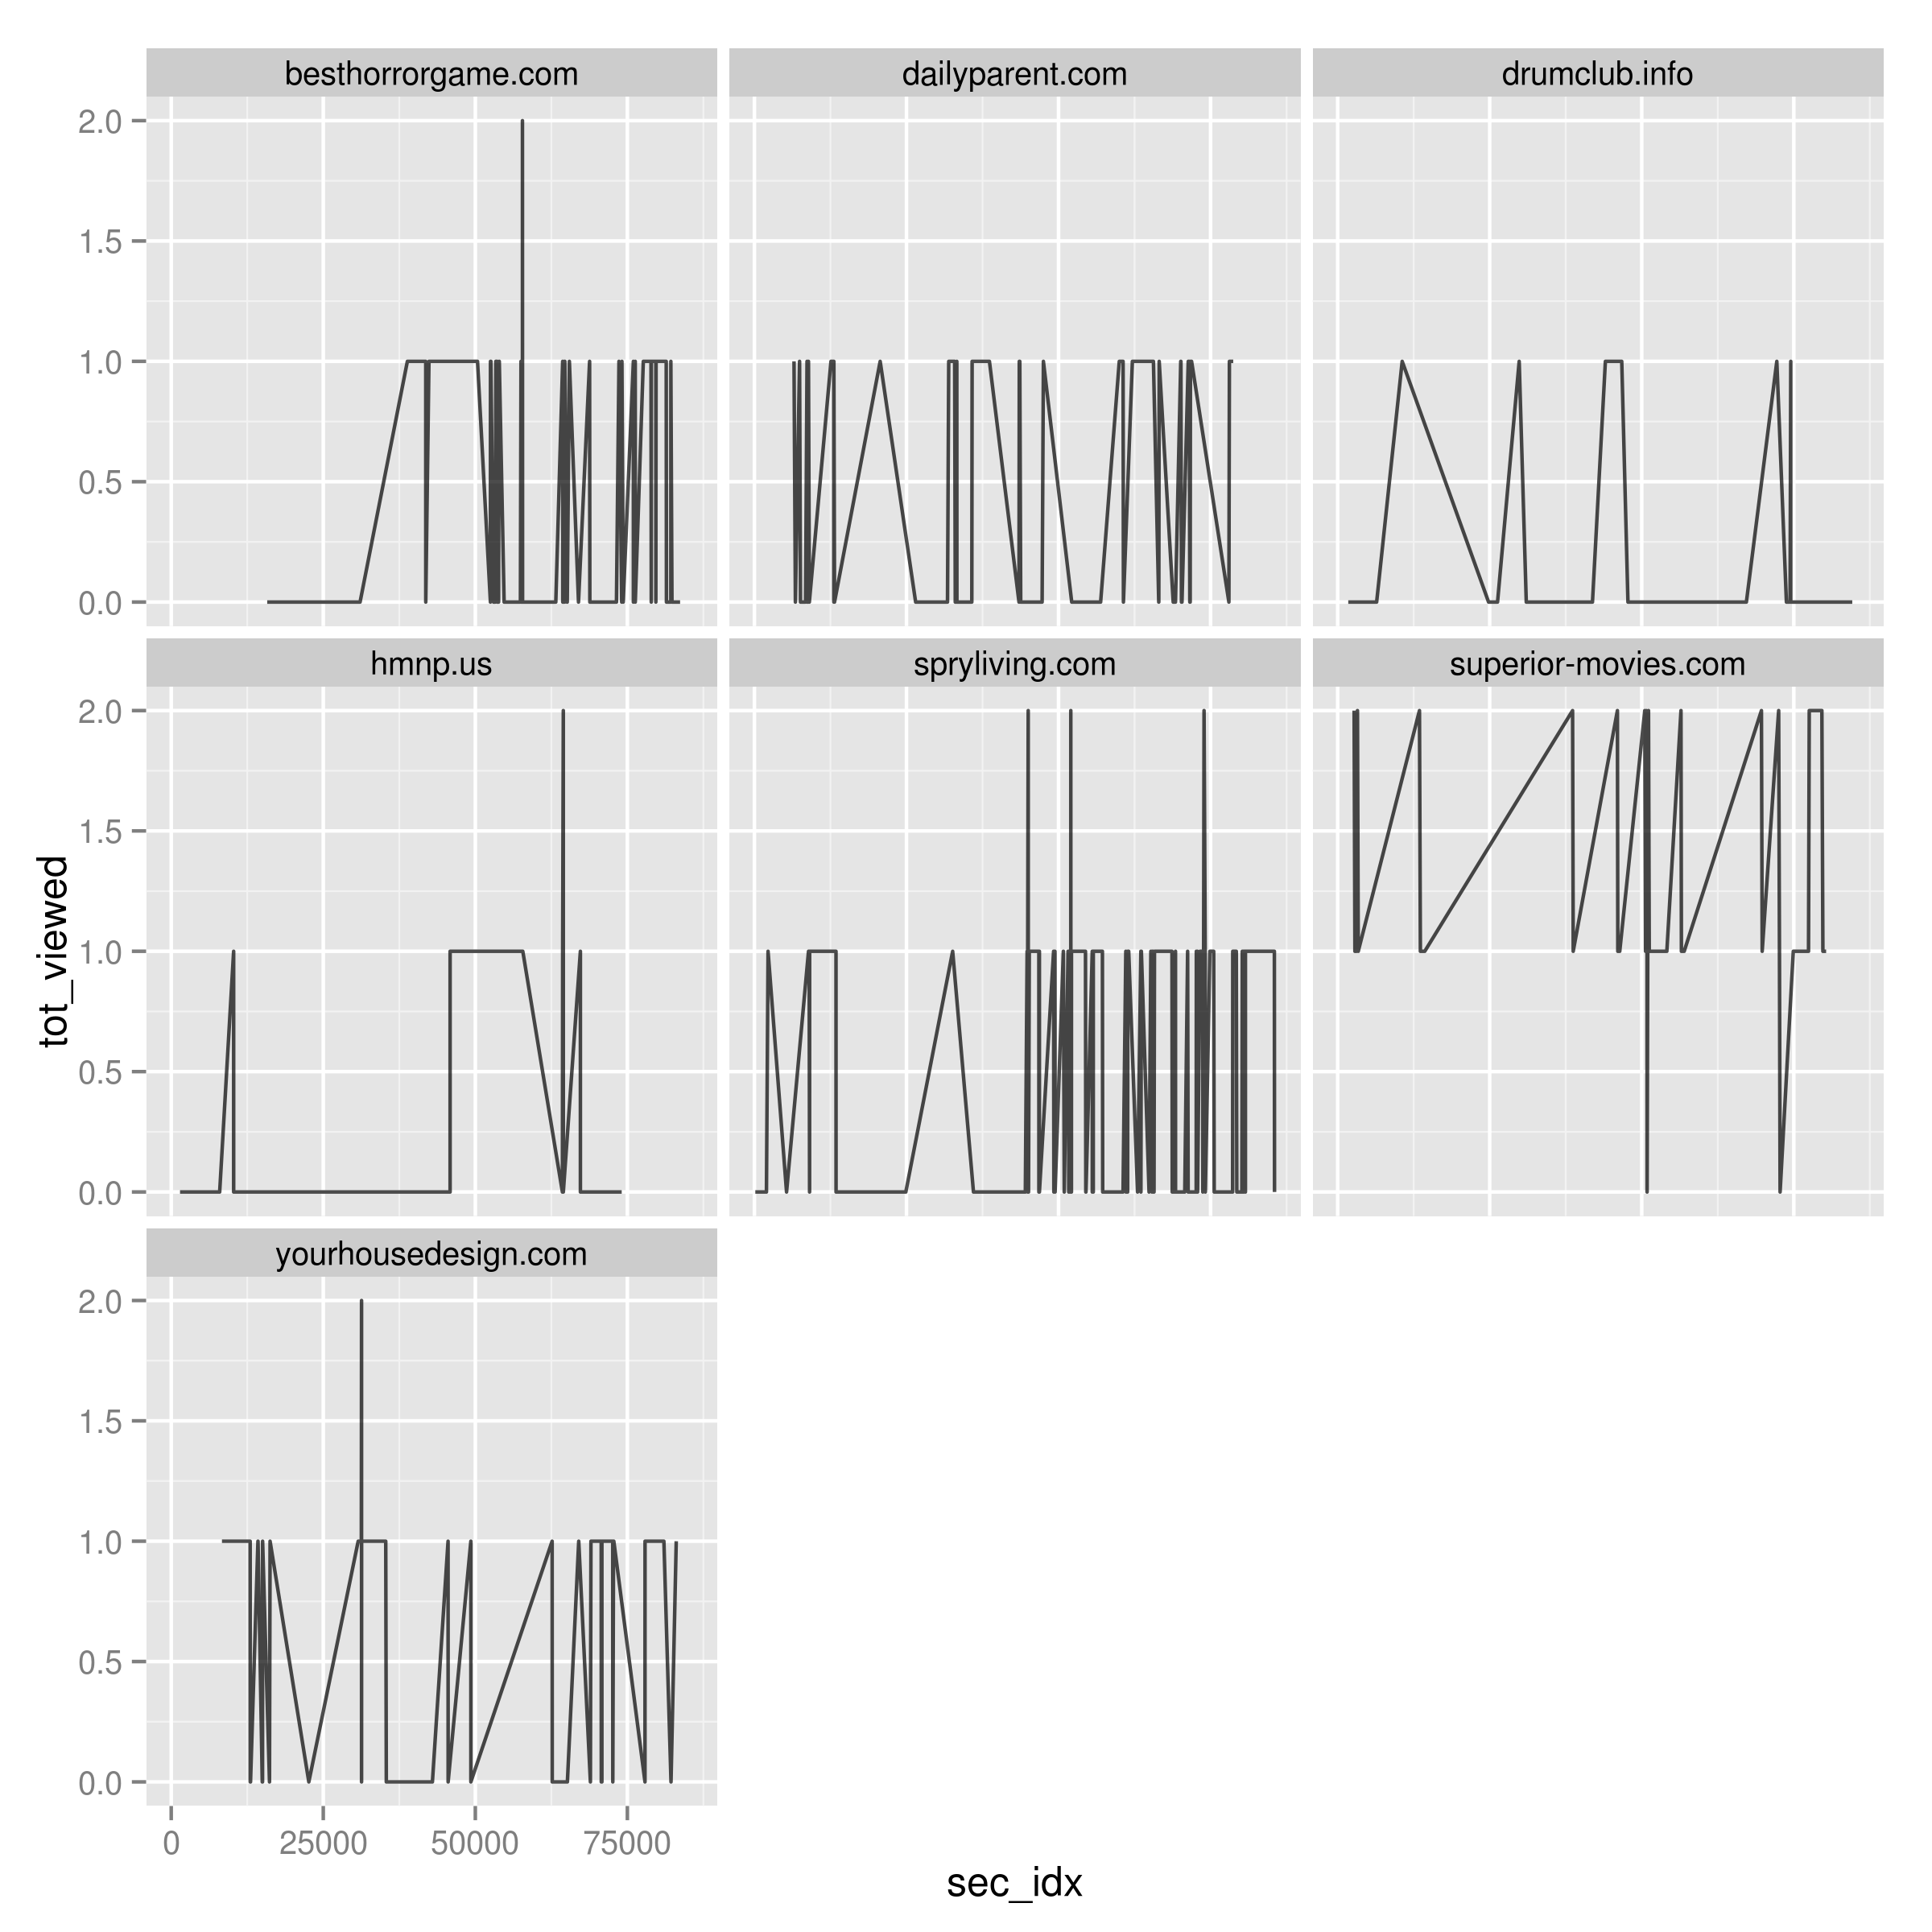 besthorrorgame.com dailyparent.com drumclub.info
2.0
1.5
1.0
0.5
0.0
hmnp.us spryliving.com superior-movies.com
2.0
1.5
1.0
0.5
0.0
tot_viewed
yourhousedesign.com
2.0
1.5
1.0
0.5
0.0
0 25000 50000 75000
sec_idx